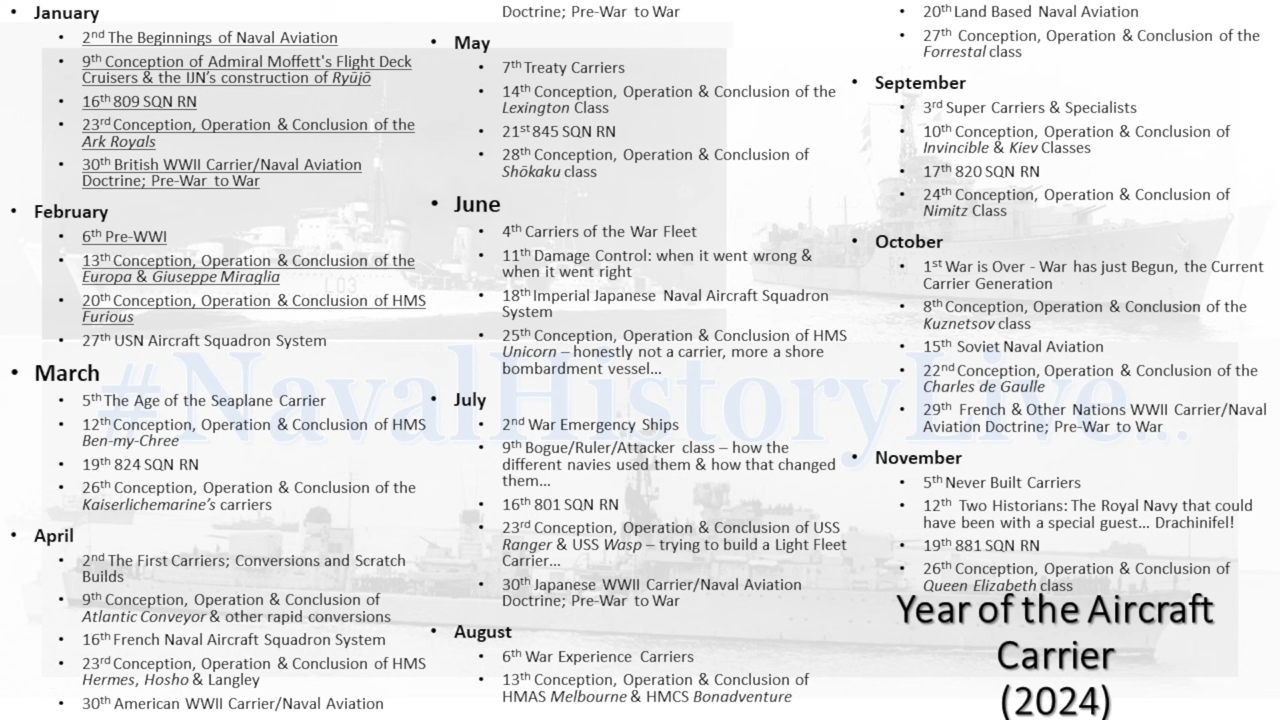 January
2nd The Beginnings of Naval Aviation
9th Conception of Admiral Moffett's Flight Deck
Cruisers & the IJN's construction of Ryūjō
16th 809 SQN RN
23rd Conception, Operation & Conclusion of the
Ark Royals
30th British WWII Carrier/Naval Aviation
Doctrine; Pre-War to War
February
6th Pre-WWI
13th Conception, Operation & Conclusion of the
Europa & Giuseppe Miraglia
20th Conception, Operation & Conclusion of HMS
Furious
27th USN Aircraft Squadron System
March
5th The Age of the Seaplane Carrier
12th Conception, Operation & Conclusion of HMS
Ben-my-Chree
19th 824 SQN RN
26th Conception, Operation & Conclusion of the
Kaiserlichemarine's carriers
April
2nd The First Carriers; Conversions and Scratch
Builds
9th Conception, Operation & Conclusion of
Atlantic Conveyor & other rapid conversions
16th French Naval Aircraft Squadron System
23rd Conception, Operation & Conclusion of HMS
Hermes, Hosho & Langley
30th American WWII Carrier/Naval Aviation
Doctrine; Pre-War to War
May
7th Treaty Carriers
14th Conception, Operation & Conclusion of the
Lexington Class
21st 845 SQN RN
28th Conception, Operation & Conclusion of
Shōkaku class
June
4th Carriers of the War Fleet
11th Damage Control: when it went wrong &
when it went right
18th Imperial Japanese Naval Aircraft Squadron
System
25th Conception, Operation & Conclusion of HMS
Unicorn – honestly not a carrier, more a shore
bombardment vessel...
July
2nd War Emergency Ships
9th Bogue/Ruler/Attacker class – how the
different navies used them & how that changed
them...
16th 801 SQN RN
23rd Conception, Operation & Conclusion of USS
Ranger & USS Wasp – trying to build a Light Fleet
Carrier...
30th Japanese WWII Carrier/Naval Aviation
Doctrine; Pre-War to War
August
6th War Experience Carriers
13th Conception, Operation & Conclusion of
HMAS Melbourne & HMCS Bonadventure
20th Land Based Naval Aviation
27th Conception, Operation & Conclusion of the
Forrestal class
September
3rd Super Carriers & Specialists
10th Conception, Operation & Conclusion of
Invincible & Kiev Classes
17th 820 SQN RN
24th Conception, Operation & Conclusion of
Nimitz Class
October
1st War is Over - War has just Begun, the Current
Carrier Generation
8th Conception, Operation & Conclusion of the
Kuznetsov class
15th Soviet Naval Aviation
22nd Conception, Operation & Conclusion of the
Charles de Gaulle
29th French & Other Nations WWII Carrier/Naval
Aviation Doctrine; Pre-War to War
November
5th Never Built Carriers
12th Two Historians: The Royal Navy that could
have been with a special guest... Drachinifel!
19th 881 SQN RN
26th Conception, Operation & Conclusion of
Queen Elizabeth class
Year of the Aircraft
Carrier
(2024)
#NavalHistoryLive...
L03